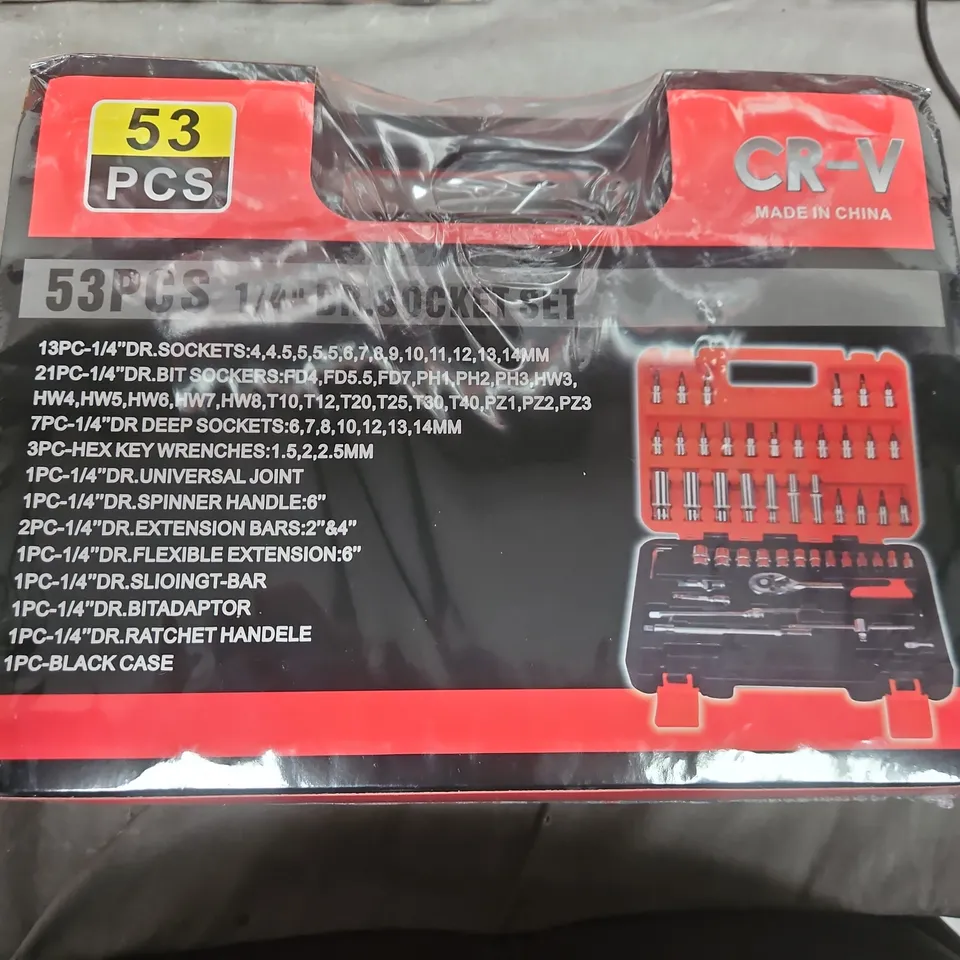 53
PCS
CR-V
MADE IN CHINA
53PCS 1/4" DR.SOCKET SET
13PC-1/4"DR.SOCKETS:4,4.5,5,5.5,6,7,8,9,10,11,12,13,14MM
21PC-1/4"DR.BIT SOCKERS:FD4,FD5.5,FD7,PH1,PH2,PH3,HW3,
HW4,HW5,HW6,HW7,HW8,T10,T12,T20,T25,T30,T40,PZ1,PZ2,PZ3
7PC-1/4"DR DEEP SOCKETS:6,7,8,10,12,13,14MM
3PC-HEX KEY WRENCHES:1.5,2,2.5MM
1PC-1/4"DR.UNIVERSAL JOINT
1PC-1/4"DR.SPINNER HANDLE:6"
2PC-1/4"DR.EXTENSION BARS:2"&4"
1PC-1/4"DR.FLEXIBLE EXTENSION:6"
1PC-1/4"DR.SLIOINGT-BAR
1PC-1/4"DR.BITADAPTOR
1PC-1/4"DR.RATCHET HANDELE
1PC-BLACK CASE